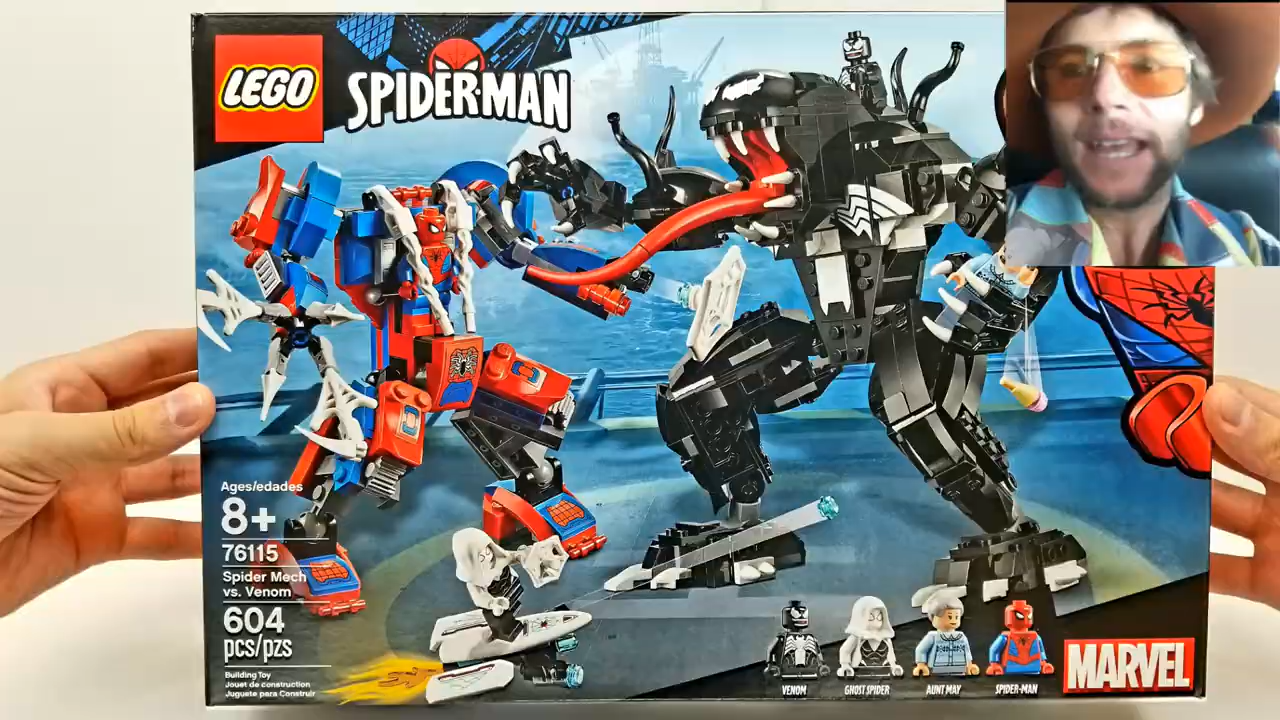 LEGO
SPIDER-MAN
Ages/edades
8+
76115
Spider Mech
vs. Venom
604
pcs/pzs
Building Toy
Jouet de construction
Juguete para Construir
VENOM
GHOST SPIDER
AUNT MAY
SPIDER-MAN
MARVEL